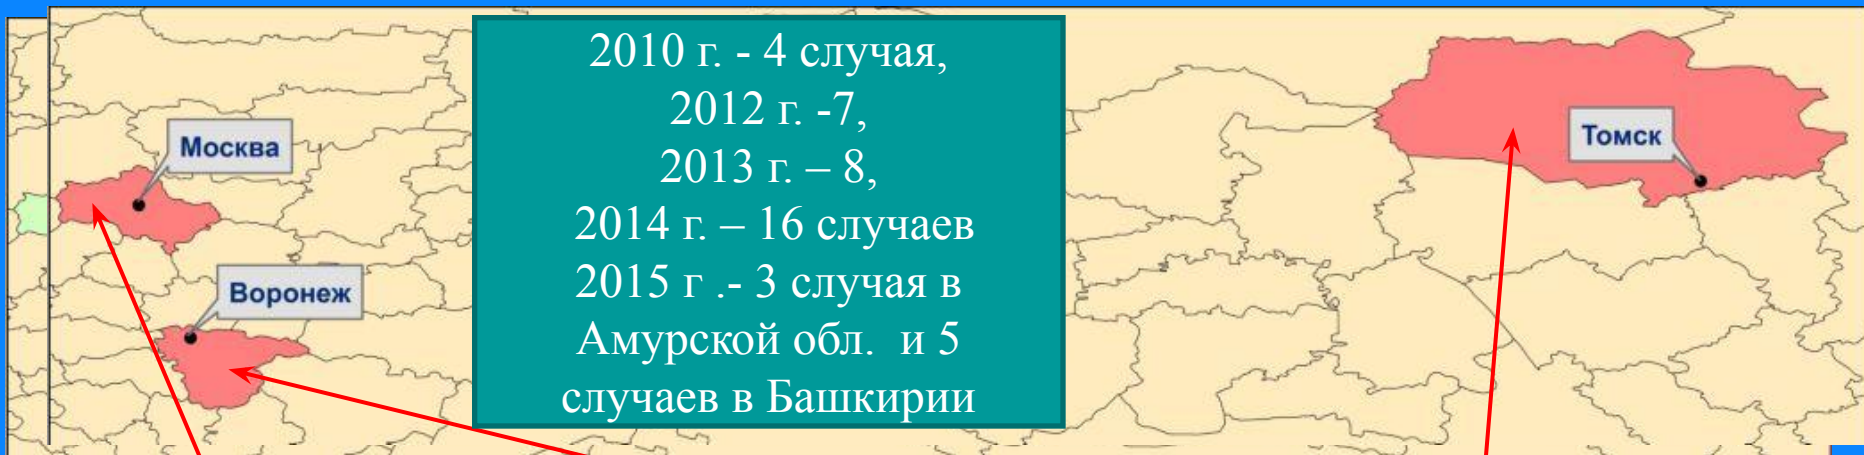 2010 г. - 4 случая,
2012 г. -7,
2013 г. – 8,
2014 г. – 16 случаев
2015 г .- 3 случая в
Амурской обл. и 5
случаев в Башкирии
Москва
Воронеж
Томск